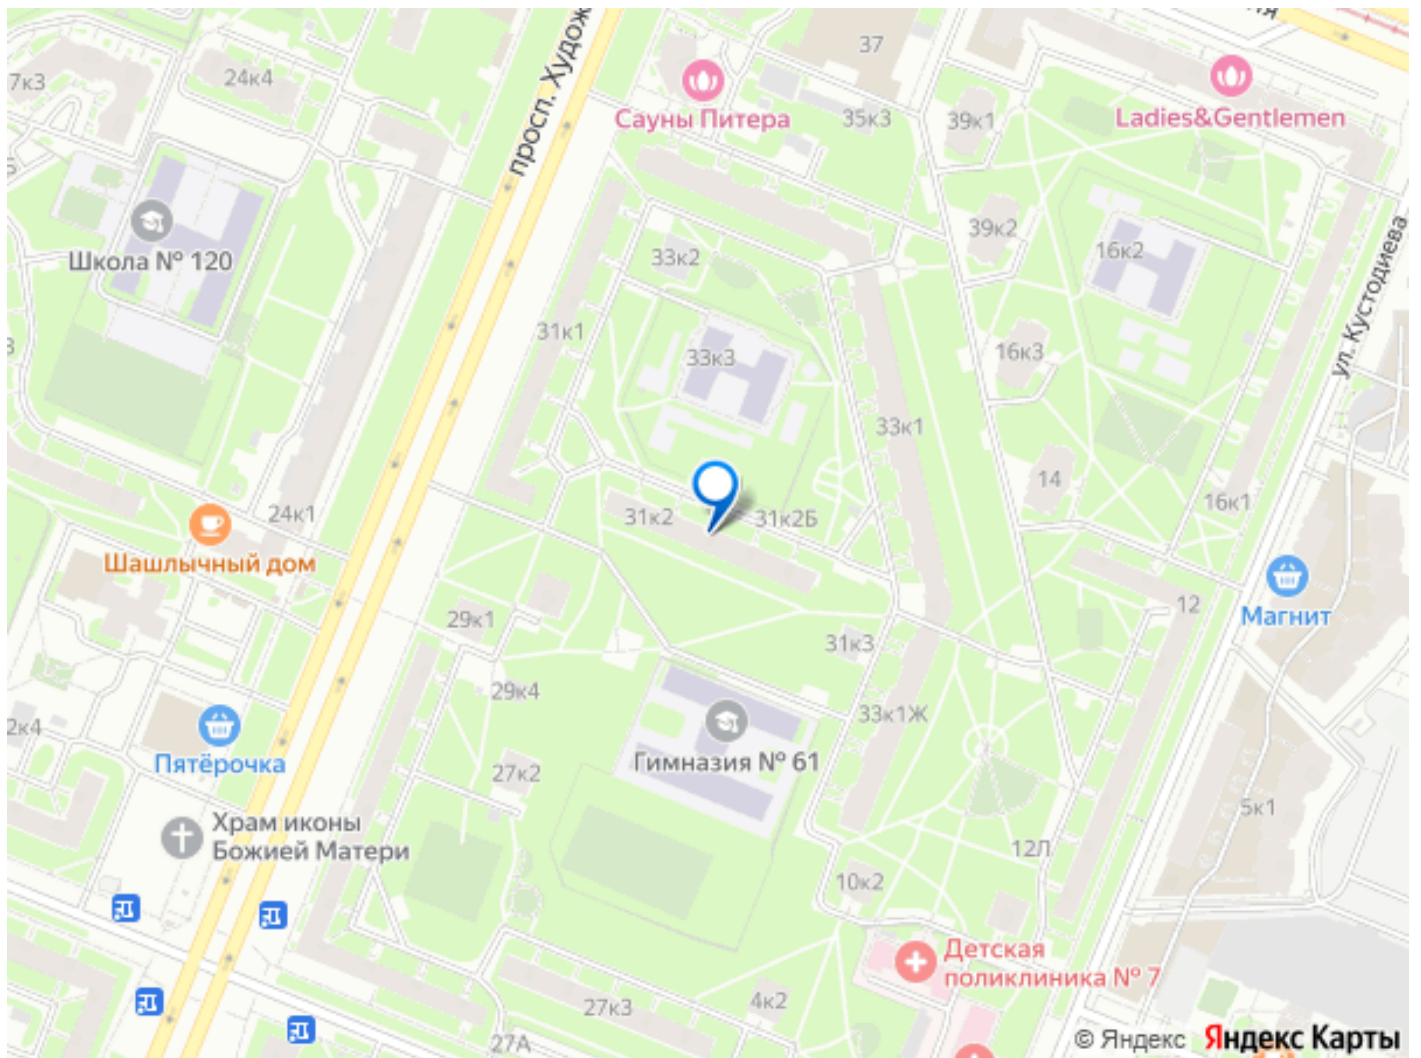 просп. Худож
37
7к3
24к4
Сауны Питера
35к3
39к1
Ladies&Gentlemen
Школа № 120
33к2
39к2
16к2
ул. Кустодиева
31к1
33к3
16к3
33к1
14
16к1
24к1
31к2
31к2Б
Шашлычный дом
29к1
12
Магнит
31к3
29к4
33к1Ж
2к4
Пятёрочка
Гимназия № 61
27к2
5к1
Храм иконы
Божией Матери
12Л
10к2
Детская
поликлиника № 7
27к3
4к2
27А
© Яндекс Яндекс Карты